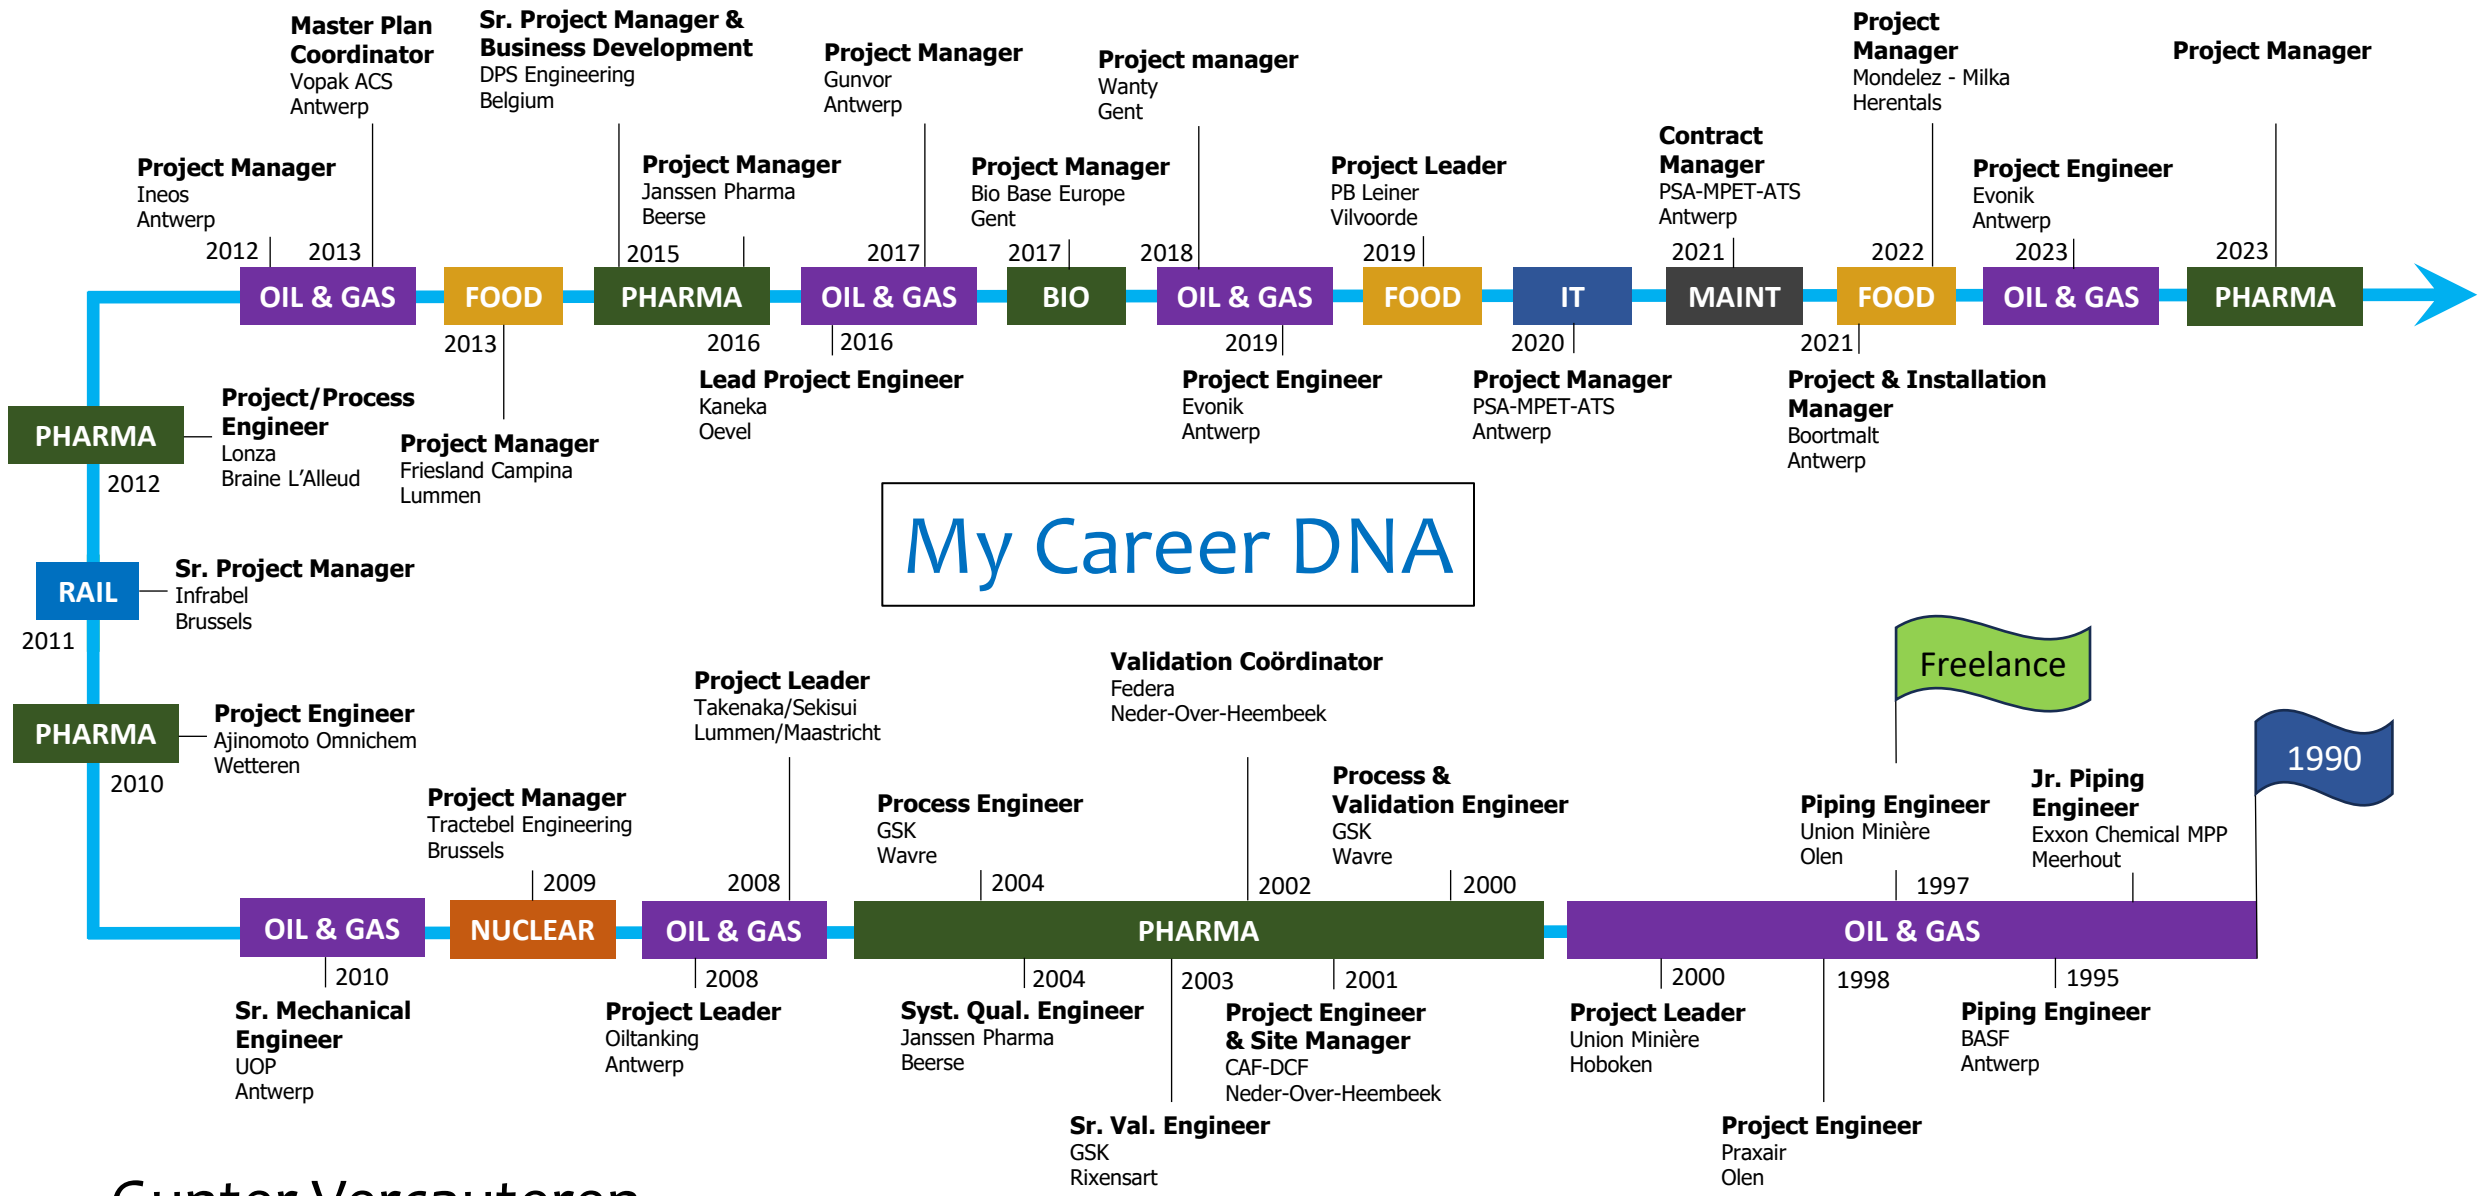 Master Plan
Coordinator
Vopak ACS
Antwerp
Sr. Project Manager &
Business Development
DPS Engineering
Belgium
Project Manager
Gunvor
Antwerp
Project manager
Wanty
Gent
Project
Manager
Mondelez - Milka
Herentals
Project Manager
Project Manager
Ineos
Antwerp
Project Manager
Janssen Pharma
Beerse
Project Manager
Bio Base Europe
Gent
Project Leader
PB Leiner
Vilvoorde
Contract
Manager
PSA-MPET-ATS
Antwerp
Project Engineer
Evonik
Antwerp
2012
2013
2015
2017
2017
2018
2019
2021
2022
2023
2023
OIL & GAS
FOOD
PHARMA
OIL & GAS
BIO
OIL & GAS
FOOD
IT
MAINT
FOOD
OIL & GAS
PHARMA
2013
2016
2016
2019
2020
2021
Project Manager
Friesland Campina
Lummen
Lead Project Engineer
Kaneka
Oevel
Project Engineer
Evonik
Antwerp
Project Manager
PSA-MPET-ATS
Antwerp
Project & Installation
Manager
Boortmalt
Antwerp
PHARMA
2012
Project/Process
Engineer
Lonza
Braine L’Alleud
My Career DNA
RAIL
2011
Sr. Project Manager
Infrabel
Brussels
PHARMA
2010
Project Engineer
Ajinomoto Omnichem
Wetteren
Freelance
1990
Project Manager
Tractebel Engineering
Brussels
Project Leader
Takenaka/Sekisui
Lummen/Maastricht
Process Engineer
GSK
Wavre
Validation Coördinator
Federa
Neder-Over-Heembeek
Process &
Validation Engineer
GSK
Wavre
Piping Engineer
Union Minière
Olen
Jr. Piping
Engineer
Exxon Chemical MPP
Meerhout
2009
2008
2004
2002
2000
1997
OIL & GAS
NUCLEAR
OIL & GAS
PHARMA
OIL & GAS
2010
2008
2004
2003
2001
2000
1998
1995
Sr. Mechanical
Engineer
UOP
Antwerp
Project Leader
Oiltanking
Antwerp
Syst. Qual. Engineer
Janssen Pharma
Beerse
Sr. Val. Engineer
GSK
Rixensart
Project Engineer
& Site Manager
CAF-DCF
Neder-Over-Heembeek
Project Leader
Union Minière
Hoboken
Project Engineer
Praxair
Olen
Piping Engineer
BASF
Antwerp
Gunter Vercauteren